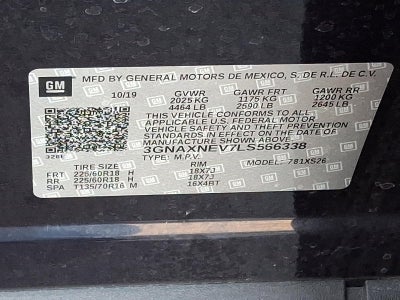 GM
MFD BY GENERAL MOTORS DE MEXICO, S. DE R.L. DE C.V.
10/19 GVWR GAWR FRT GAWR RR
2025 KG 1175 KG 1200 KG
4464 LB 2590 LB 2645 LB
THIS VEHICLE CONFORMS TO ALL
APPLICABLE U.S. FEDERAL MOTOR
VEHICLE SAFETY AND THEFT PREVENTION
STANDARDS IN EFFECT ON THE DATE OF
MANUFACTURE SHOWN ABOVE.
3GNAXNEV7LS566338
328E TYPE: M.P.V. MODEL: 781XS26
TIRE SIZE RIM
FRT 225/60R18 H 18X7J
RR 225/60R18 H 18X7J
SPA T135/70R16 M 16X4BT